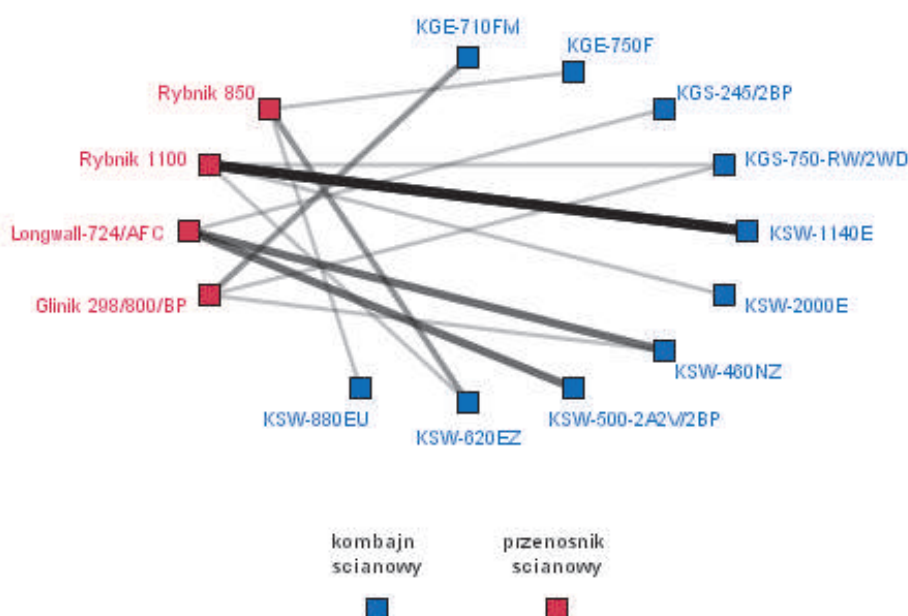 KGE-710FM
KGE-750F
Rybnik 850
KGS-245/2BP
Rybnik 1100
KGS-750-RW/2WD
Longwall-724/AFC
KSW-1140E
Glinik 298/800/BP
KSW-2000E
KSW-460NZ
KSW-880EU
KSW-620EZ
KSW-500-2A2V/2BP
kombajn
scianowy
przenosnik
scianowy